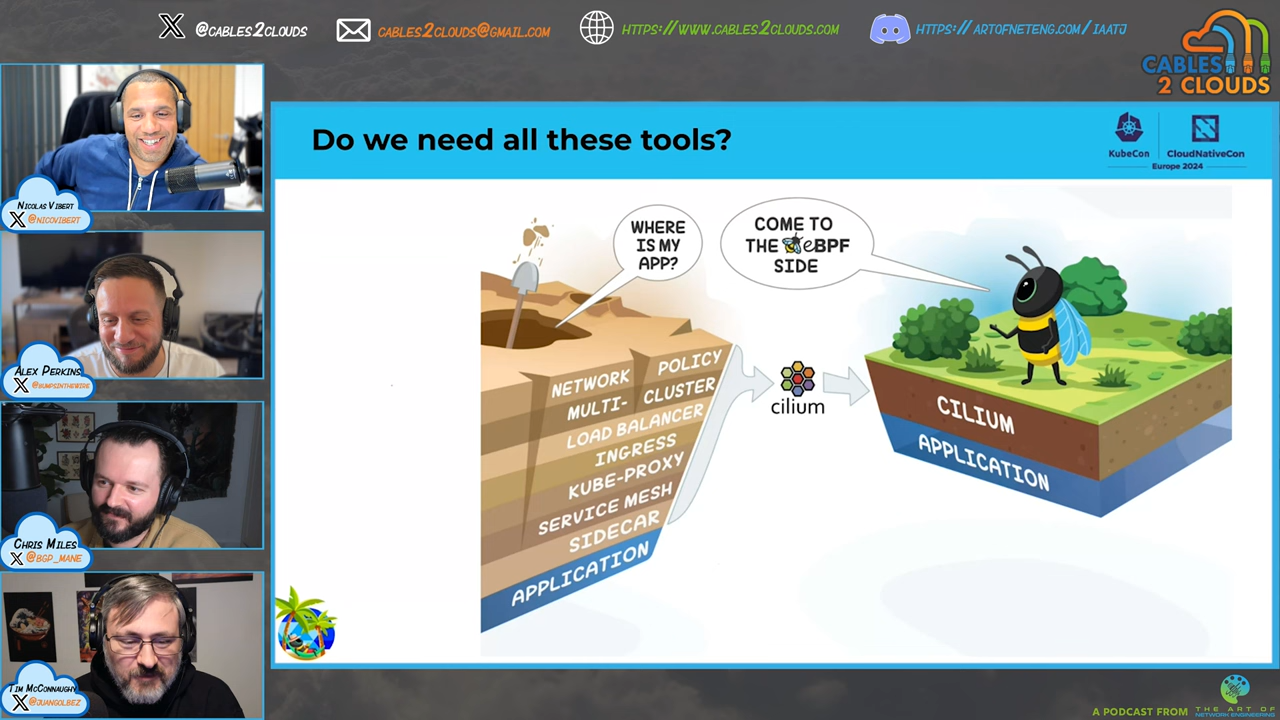 @CABLES2CLOUDS
CABLES2CLOUDS@GMAIL.COM
HTTPS://WWW.CABLES2CLOUDS.COM
HTTPS://ARTOFNETENG.COM/IAATJ
CABLES
2 CLOUDS
Do we need all these tools?
KubeCon
CloudNativeCon
Europe 2024
NICOLAS VIBERT
@NICOVIBERT
ALEX PERKINS
@BUMPSINTHEWIRE
CHRIS MILES
@BGP_MANE
TIM MCCONNAUGHY
@JUANGOLBEZ
WHERE
IS MY
APP?
COME TO
THE eBPF
SIDE
NETWORK POLICY
MULTI- CLUSTER
LOAD BALANCER
INGRESS
KUBE-PROXY
SERVICE MESH
SIDECAR
APPLICATION
cilium
CILIUM
APPLICATION
A PODCAST FROM
THE ART OF
NETWORK ENGINEERING